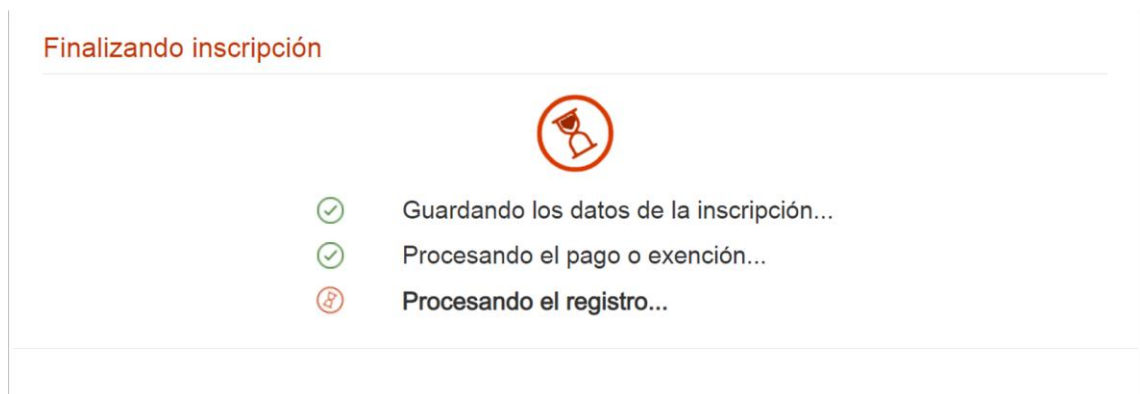 Finalizando inscripción
Guardando los datos de la inscripción...
Procesando el pago o exención...
Procesando el registro...